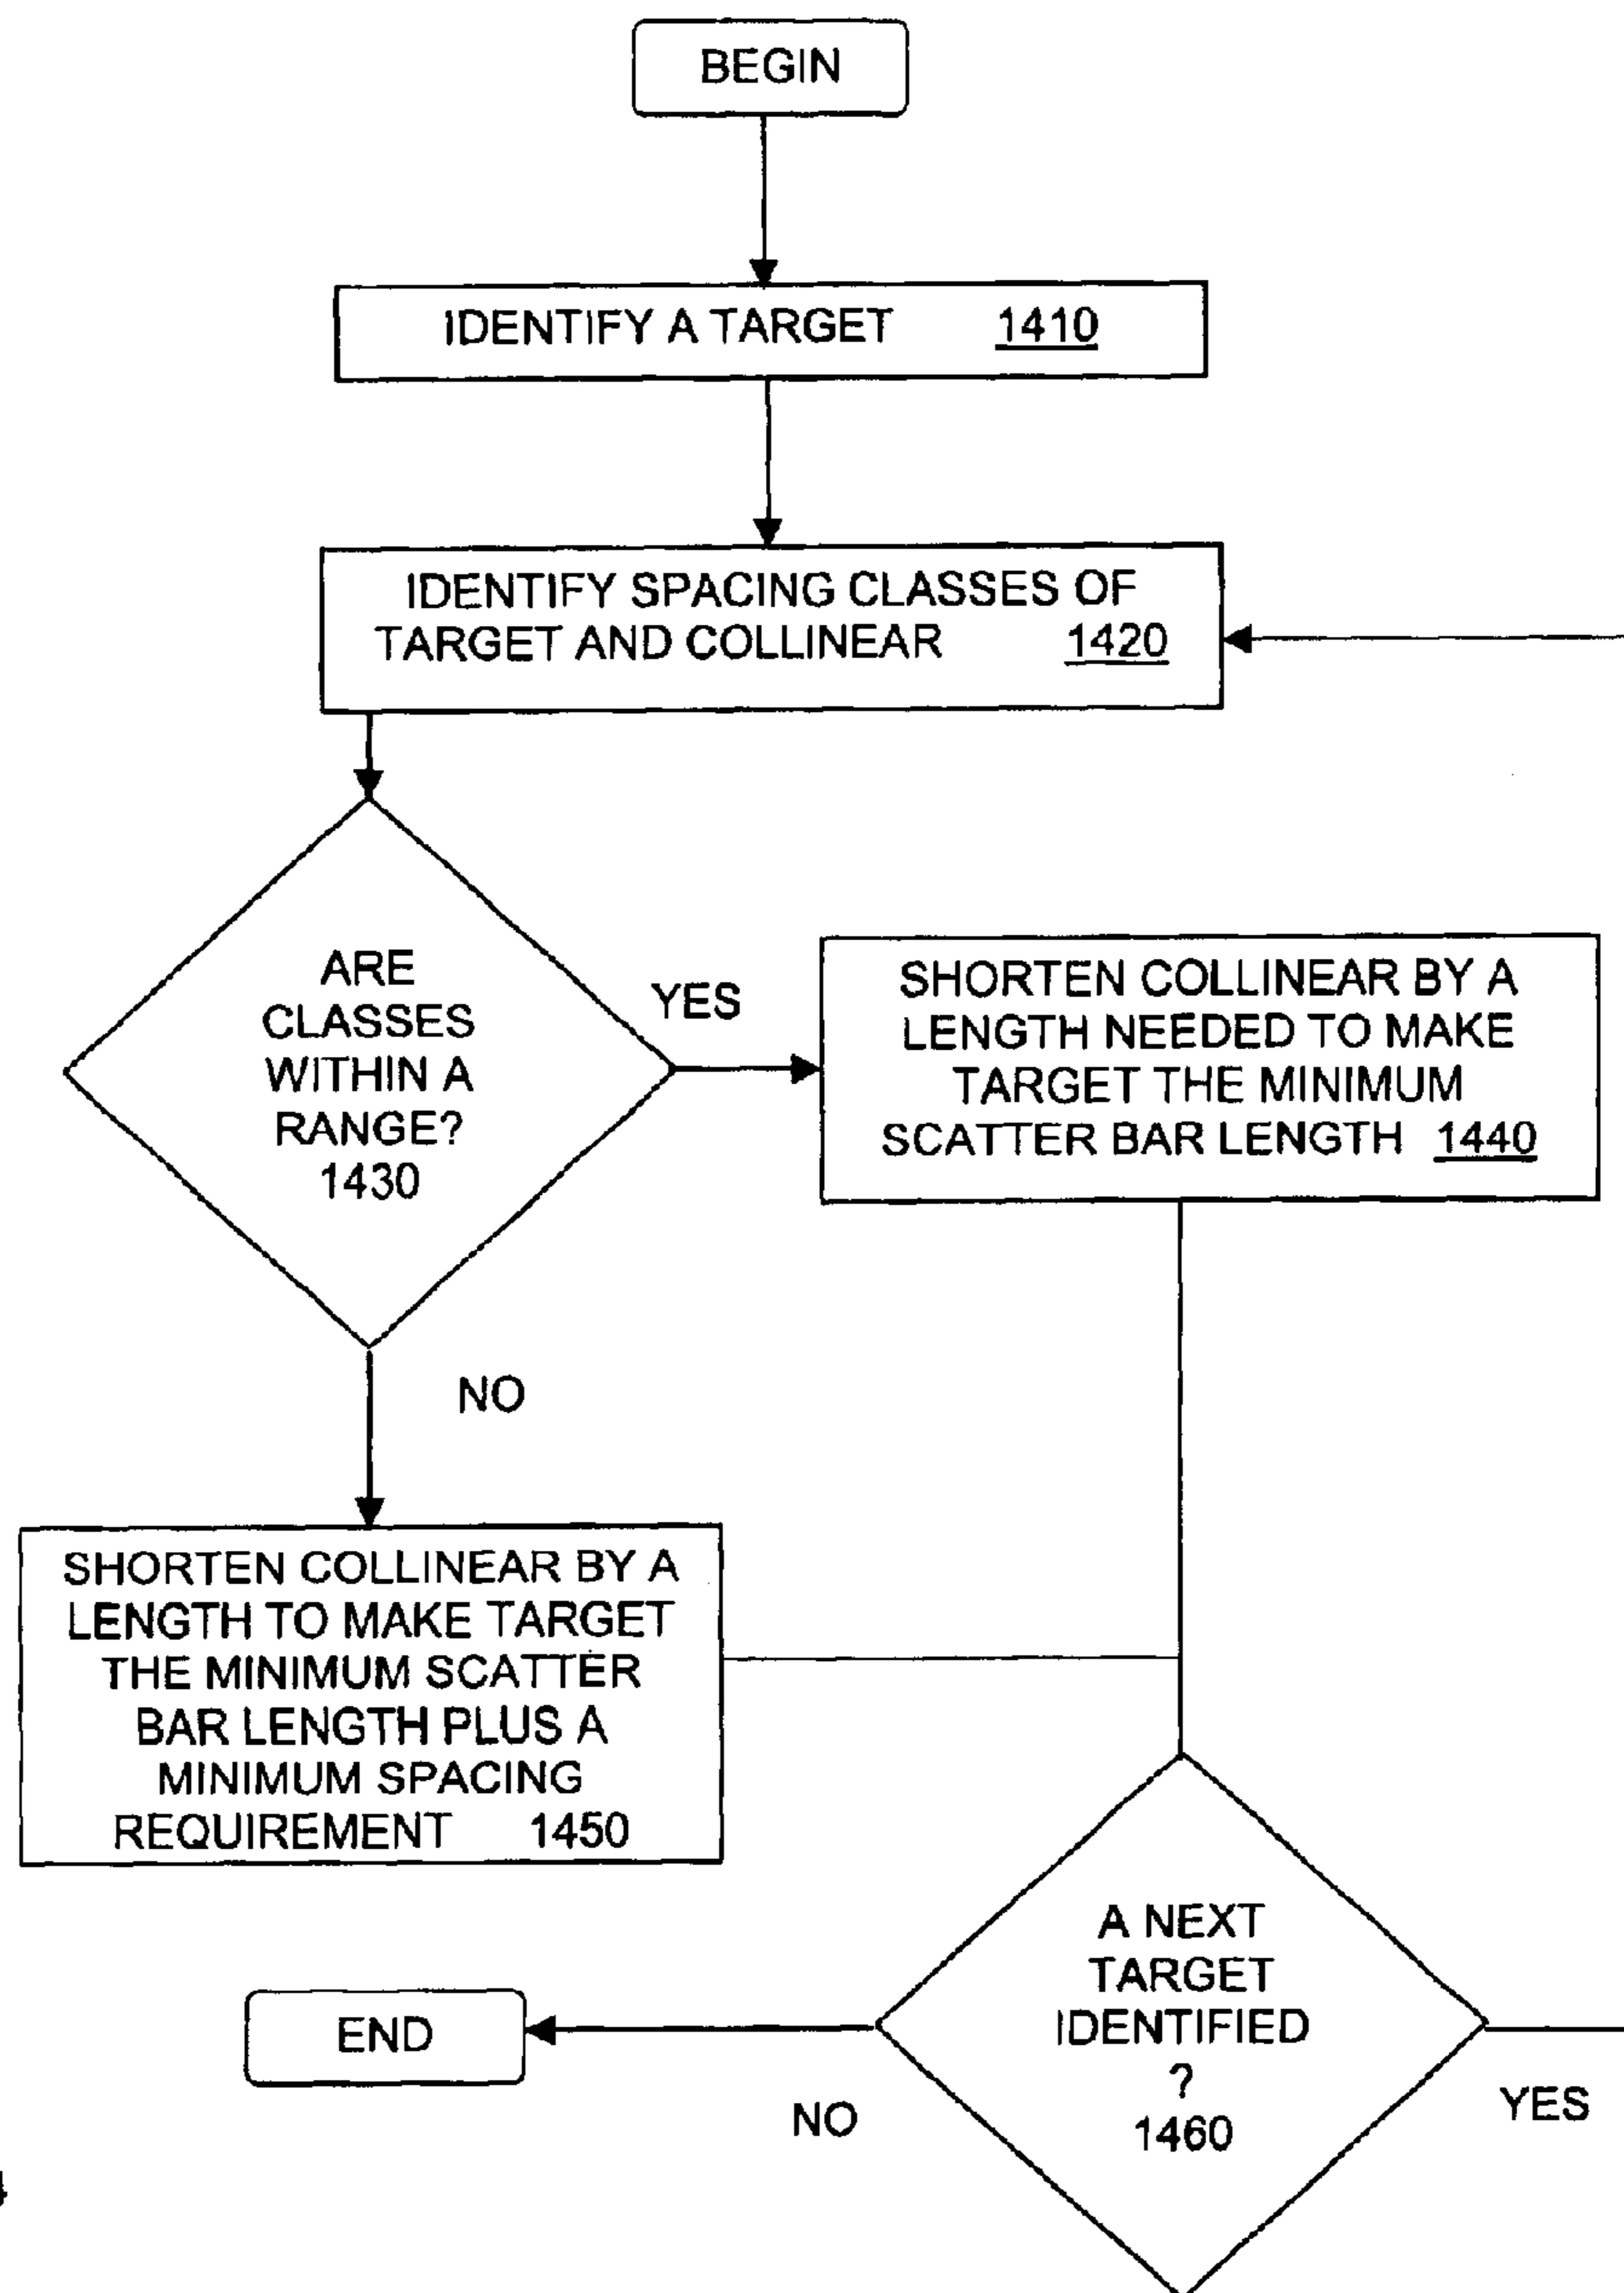 BEGIN
IDENTIFY A TARGET 1410
IDENTIFY SPACING CLASSES OF
TARGET AND COLLINEAR 1420
ARE
CLASSES
WITHIN A
RANGE?
1430
YES
SHORTEN COLLINEAR BY A
LENGTH NEEDED TO MAKE
TARGET THE MINIMUM
SCATTER BAR LENGTH 1440
NO
SHORTEN COLLINEAR BY A
LENGTH TO MAKE TARGET
THE MINIMUM SCATTER
BAR LENGTH PLUS A
MINIMUM SPACING
REQUIREMENT 1450
A NEXT
TARGET
IDENTIFIED
?
1460
END
NO
YES